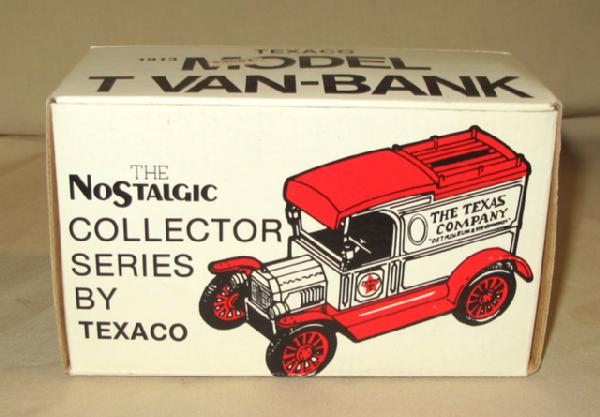 TEXACO
1913 MODEL
T VAN-BANK
THE
NOSTALGIC
COLLECTOR
SERIES
BY
TEXACO
THE TEXAS
COMPANY